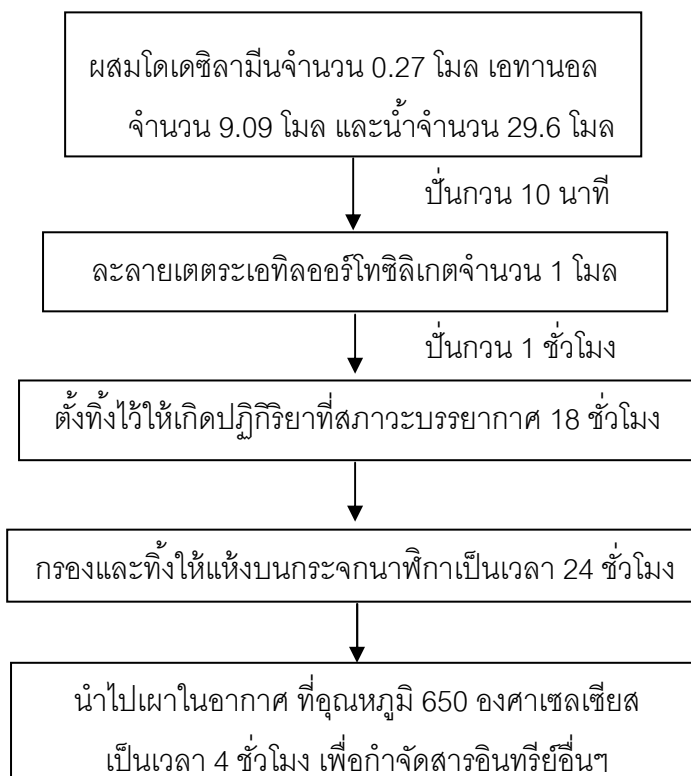 ผสมโดเดซิลามีนจำนวน 0.27 โมล เอทานอล
จำนวน 9.09 โมล และน้ำจำนวน 29.6 โมล
ปั่นกวน 10 นาที
ละลายเตตระเอทิลออร์โทซิลิเกตจำนวน 1 โมล
ปั่นกวน 1 ชั่วโมง
ตั้งทิ้งไว้ให้เกิดปฏิกิริยาที่สภาวะบรรยากาศ 18 ชั่วโมง
กรองและทิ้งให้แห้งบนกระจกนาฬิกาเป็นเวลา 24 ชั่วโมง
นำไปเผาในอากาศ ที่อุณหภูมิ 650 องศาเซลเซียส
เป็นเวลา 4 ชั่วโมง เพื่อกำจัดสารอินทรีย์อื่นๆ